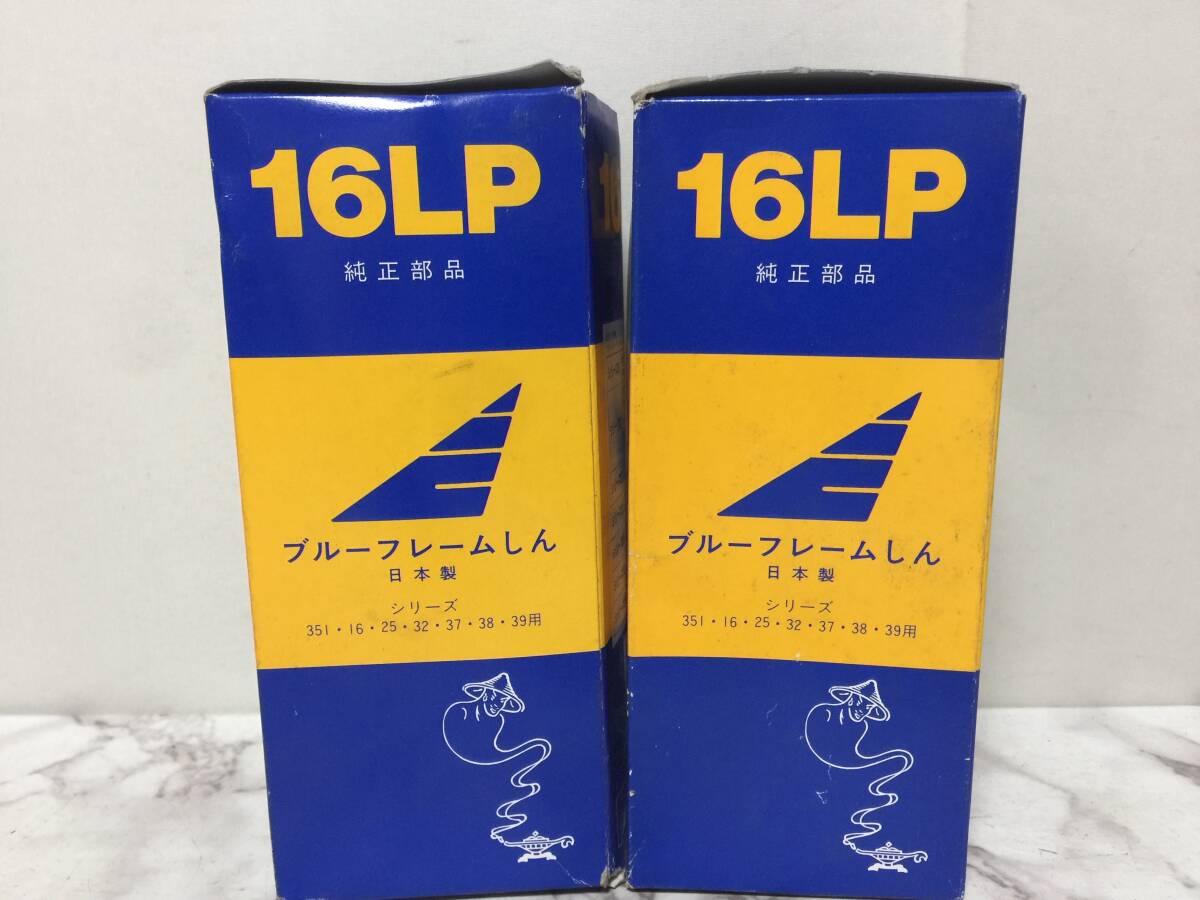 16LP
純正部品
ブルーフレームしん
日本製
シリーズ
351・16・25・32・37・38・39用
16LP
純正部品
ブルーフレームしん
日本製
シリーズ
351・16・25・32・37・38・39用